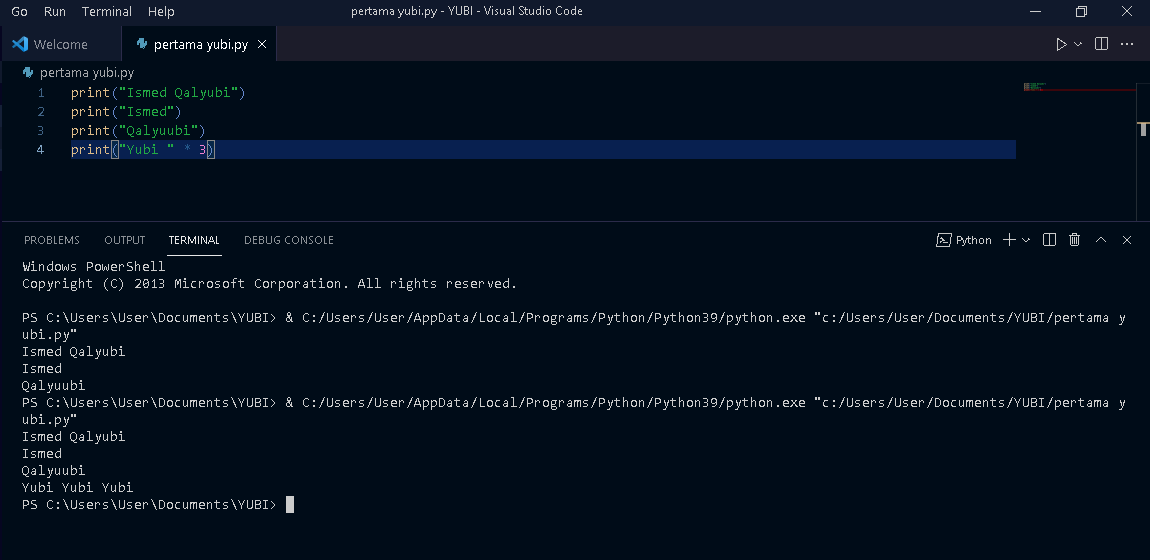 Go Run Terminal Help pertama yubi.py - YUBI - Visual Studio Code
Welcome pertama yubi.py
pertama yubi.py
1 print("Ismed Qalyubi")
2 print("Ismed")
3 print("Qalyuubi")
4 print("Yubi " * 3)
PROBLEMS OUTPUT TERMINAL DEBUG CONSOLE Python
Windows PowerShell
Copyright (C) 2013 Microsoft Corporation. All rights reserved.
PS C:\Users\User\Documents\YUBI> & C:/Users/User/AppData/Local/Programs/Python/Python39/python.exe "c:/Users/User/Documents/YUBI/pertama y
ubi.py"
Ismed Qalyubi
Ismed
Qalyuubi
PS C:\Users\User\Documents\YUBI> & C:/Users/User/AppData/Local/Programs/Python/Python39/python.exe "c:/Users/User/Documents/YUBI/pertama y
ubi.py"
Ismed Qalyubi
Ismed
Qalyuubi
Yubi Yubi Yubi
PS C:\Users\User\Documents\YUBI>